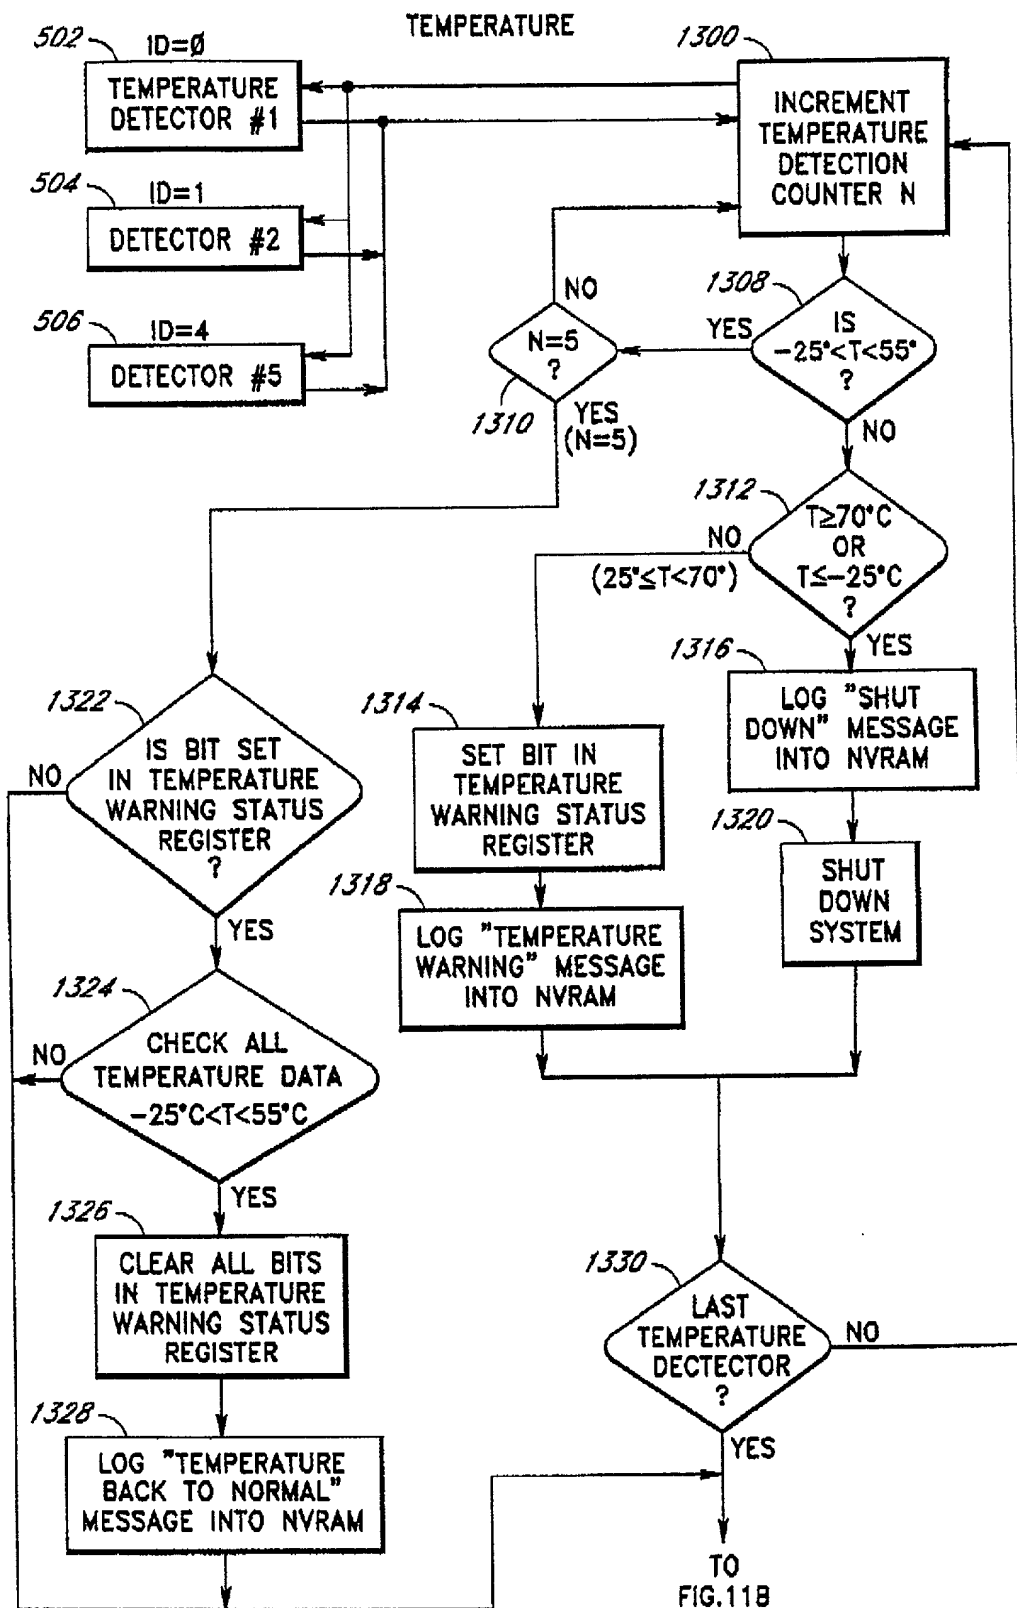 TEMPERATURE
502
ID=Ø
TEMPERATURE
DETECTOR #1
504
ID=1
DETECTOR #2
506
ID=4
DETECTOR #5
1300
INCREMENT
TEMPERATURE
DETECTION
COUNTER N
1308
IS
-25°<T<55°
?
YES
NO
N=5
?
1310
NO
YES
(N=5)
1312
T≥70°C
OR
T≤-25°C
?
NO
(25°≤T<70°)
YES
1316
LOG "SHUT
DOWN" MESSAGE
INTO NVRAM
1320
SHUT
DOWN
SYSTEM
1314
SET BIT IN
TEMPERATURE
WARNING STATUS
REGISTER
1318
LOG "TEMPERATURE
WARNING" MESSAGE
INTO NVRAM
1322
IS BIT SET
IN TEMPERATURE
WARNING STATUS
REGISTER
?
NO
YES
1324
CHECK ALL
TEMPERATURE DATA
-25°C<T<55°C
NO
YES
1326
CLEAR ALL BITS
IN TEMPERATURE
WARNING STATUS
REGISTER
1328
LOG "TEMPERATURE
BACK TO NORMAL"
MESSAGE INTO NVRAM
1330
LAST
TEMPERATURE
DECTECTOR
?
NO
YES
TO
FIG.11B